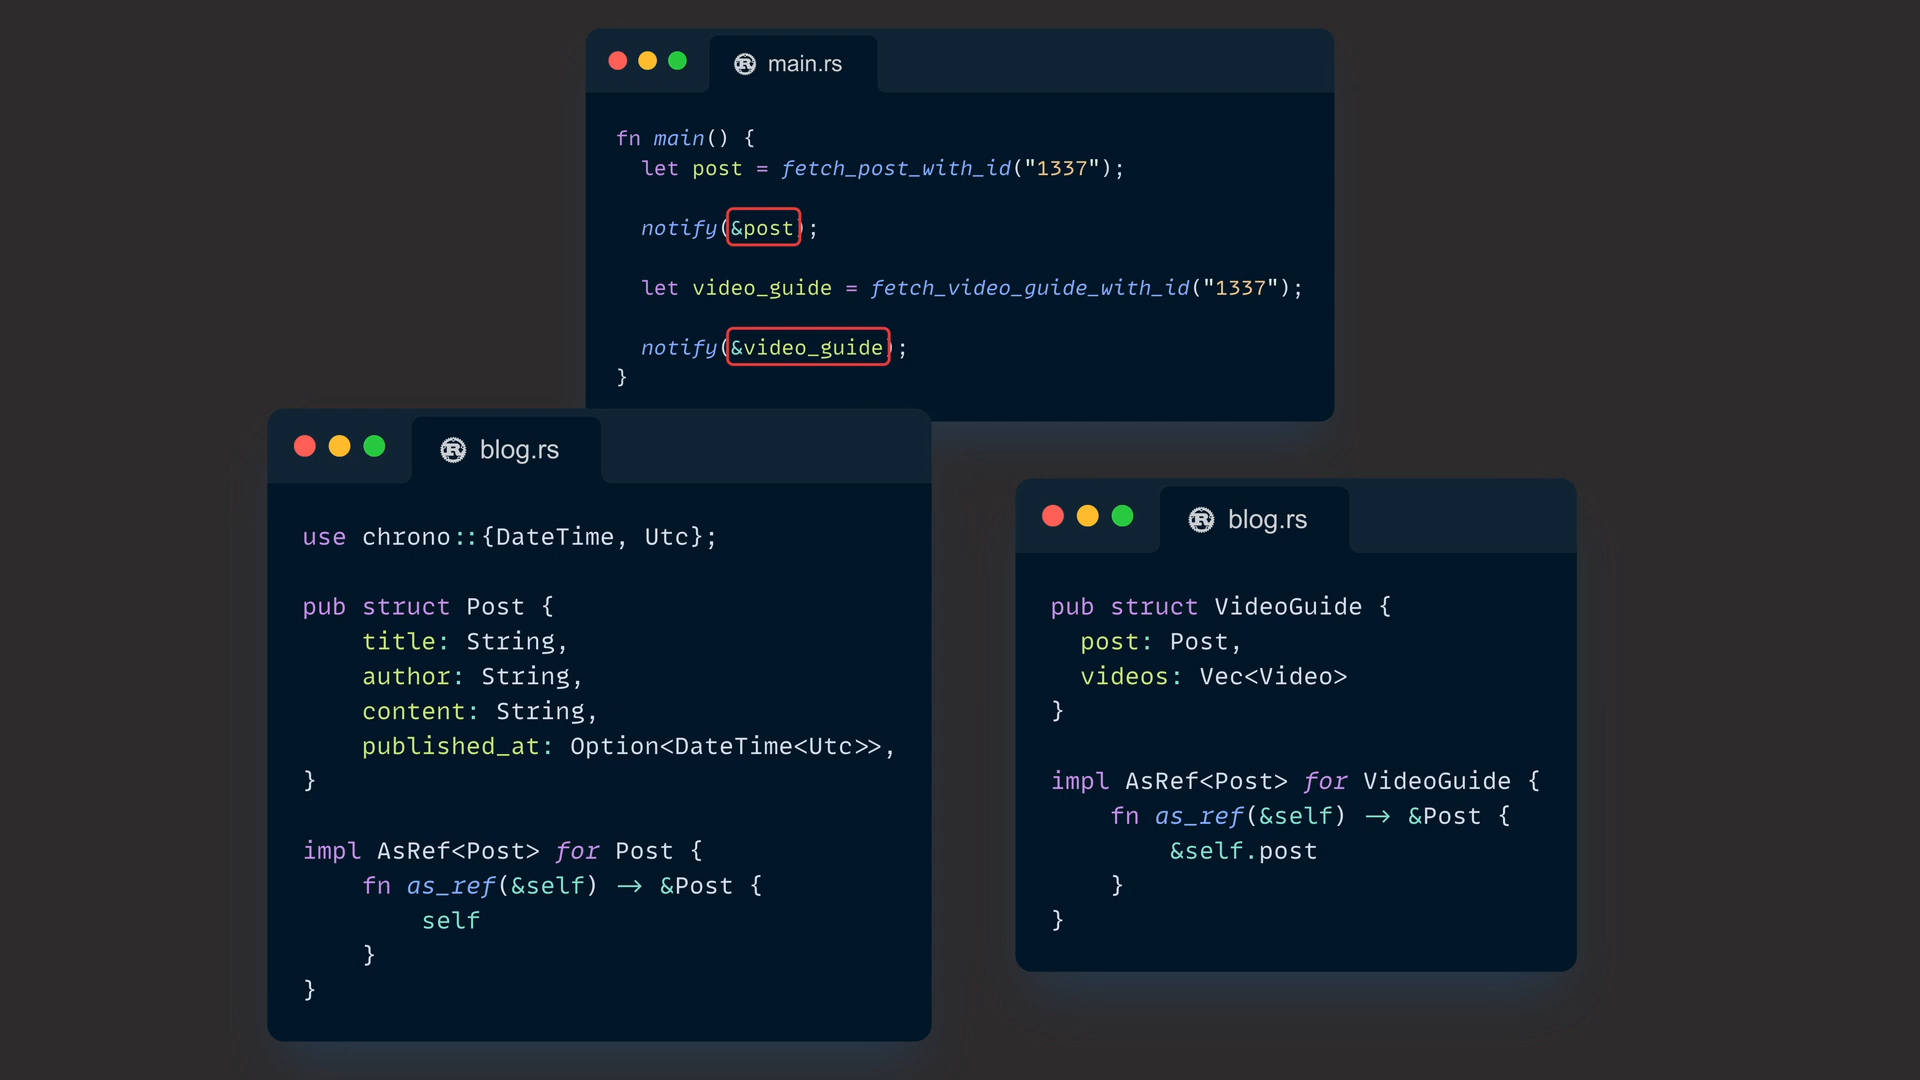 main.rs
fn main() {
  let post = fetch_post_with_id("1337");
  notify(&post);
  let video_guide = fetch_video_guide_with_id("1337");
  notify(&video_guide);
}
blog.rs
use chrono::{DateTime, Utc};
pub struct Post {
    title: String,
    author: String,
    content: String,
    published_at: Option<DateTime<Utc>>,
}
impl AsRef<Post> for Post {
    fn as_ref(&self) -> &Post {
        self
    }
}
blog.rs
pub struct VideoGuide {
  post: Post,
  videos: Vec<Video>
}
impl AsRef<Post> for VideoGuide {
    fn as_ref(&self) -> &Post {
        &self.post
    }
}